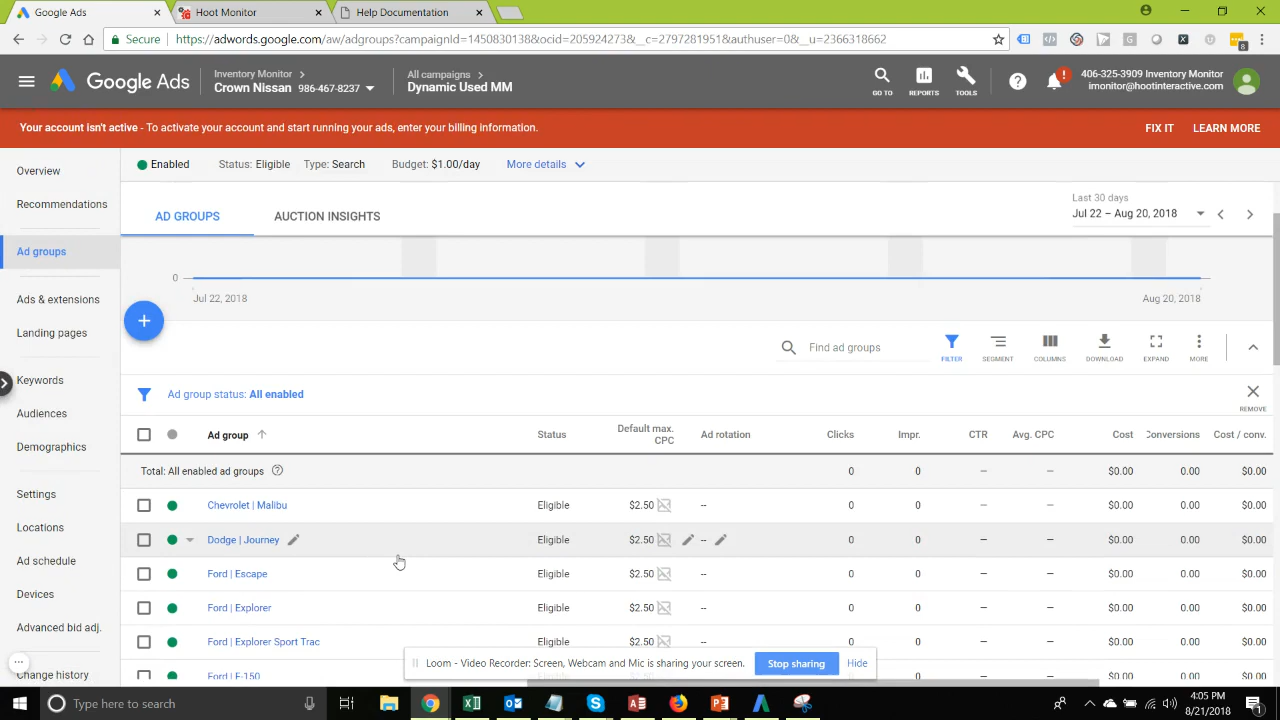 Google Ads
Hoot Monitor
Help Documentation
Secure
https://adwords.google.com/aw/adgroups?campaignId=1450830138&ocid=205924273&__c=2797281951&authuser=0&__u=2366318662
8
Google Ads
Inventory Monitor
Crown Nissan 986-467-8237
All campaigns
Dynamic Used MM
GO TO
REPORTS
TOOLS
!
406-325-3909 Inventory Monitor
imonitor@hootinteractive.com
Your account isn't active - To activate your account and start running your ads, enter your billing information.
FIX IT
LEARN MORE
Enabled
Status: Eligible
Type: Search
Budget: $1.00/day
More details
Overview
Recommendations
Ad groups
Ads & extensions
Landing pages
Keywords
Audiences
Demographics
Settings
Locations
Ad schedule
Devices
Advanced bid adj.
Change history
AD GROUPS
AUCTION INSIGHTS
Last 30 days
Jul 22 – Aug 20, 2018
0
Jul 22, 2018
Aug 20, 2018
Find ad groups
FILTER
SEGMENT
COLUMNS
DOWNLOAD
EXPAND
MORE
Ad group status: All enabled
REMOVE
Ad group Status Default max. CPC Ad rotation Clicks Impr. CTR Avg. CPC Cost Conversions Cost / conv.
Total: All enabled ad groups 0 0 – – $0.00 0.00 $0.00
Chevrolet | Malibu Eligible $2.50 -- 0 0 – – $0.00 0.00 $0.00
Dodge | Journey Eligible $2.50 -- 0 0 – – $0.00 0.00 $0.00
Ford | Escape Eligible $2.50 -- 0 0 – – $0.00 0.00 $0.00
Ford | Explorer Eligible $2.50 -- 0 0 – – $0.00 0.00 $0.00
Ford | Explorer Sport Trac Eligible $2.50 -- 0 0 – – $0.00 0.00 $0.00
Ford | F-150
Loom - Video Recorder: Screen, Webcam and Mic is sharing your screen.
Stop sharing
Hide
Type here to search
4:05 PM
8/21/2018
1